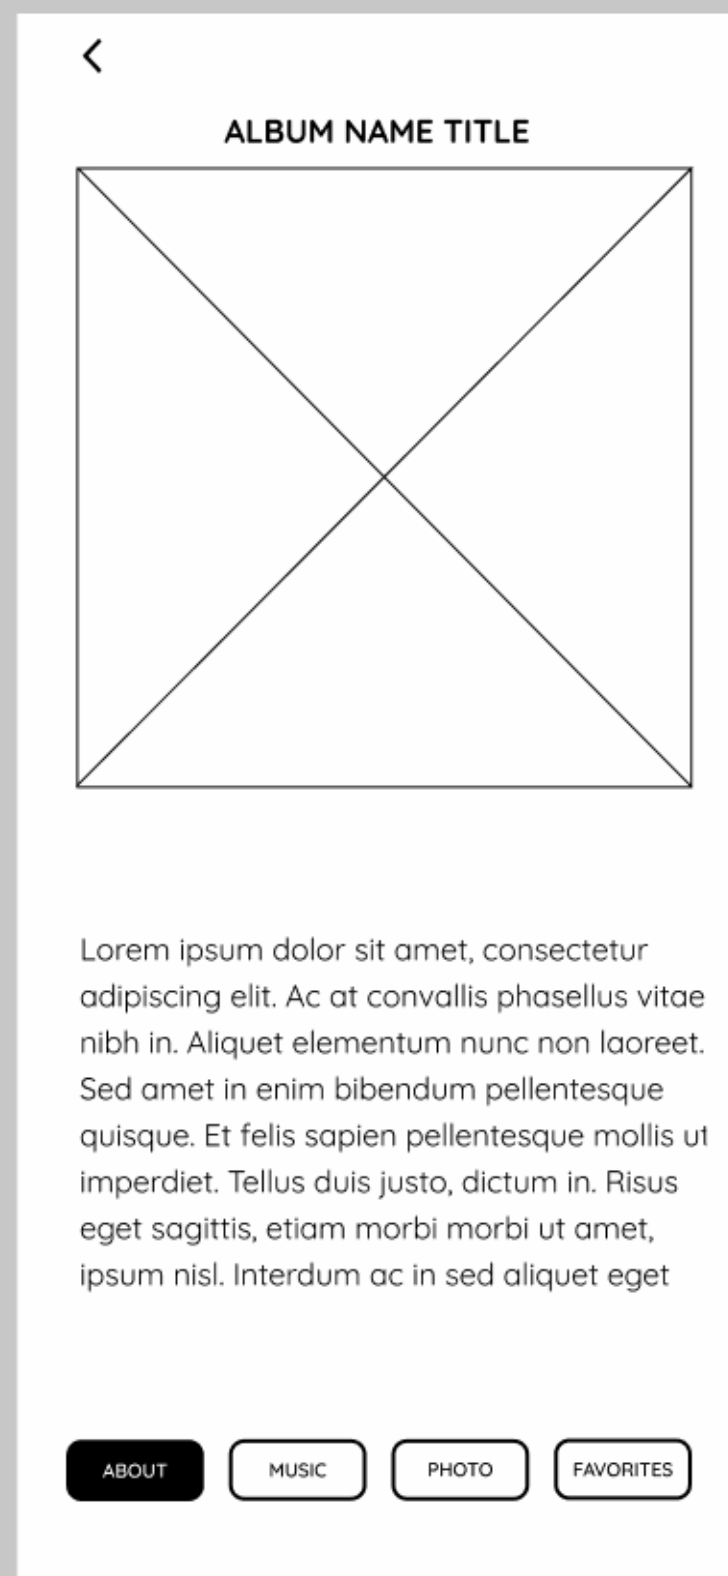 ALBUM NAME TITLE
Lorem ipsum dolor sit amet, consectetur
adipiscing elit. Ac at convallis phasellus vitae
nibh in. Aliquet elementum nunc non laoreet.
Sed amet in enim bibendum pellentesque
quisque. Et felis sapien pellentesque mollis ut
imperdiet. Tellus duis justo, dictum in. Risus
eget sagittis, etiam morbi morbi ut amet,
ipsum nisl. Interdum ac in sed aliquet eget
ABOUT MUSIC PHOTO FAVORITES